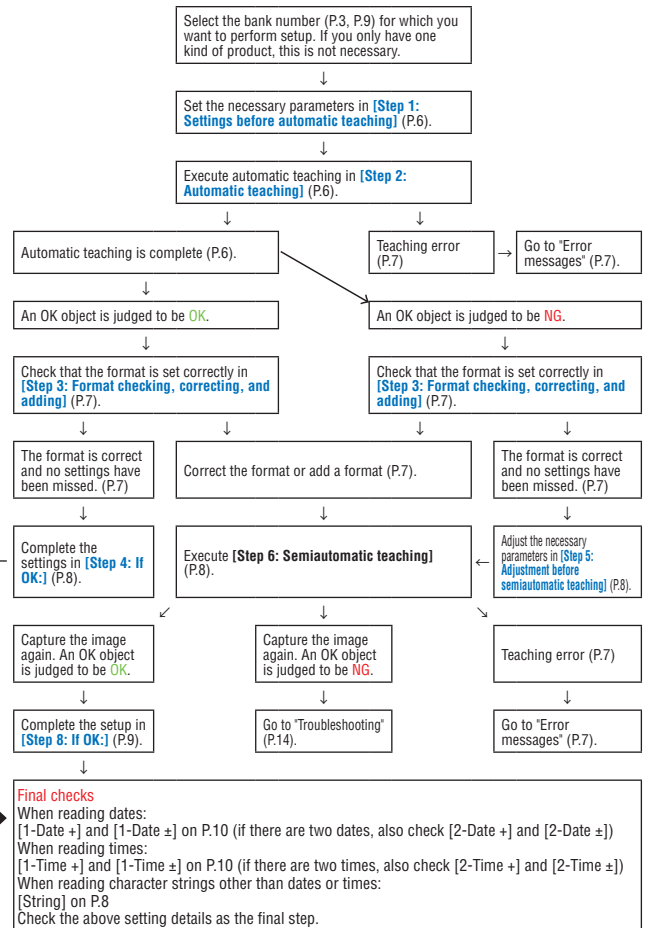 Select the bank number (P.3, P.9) for which you
want to perform setup. If you only have one
kind of product, this is not necessary.
↓
Set the necessary parameters in [Step 1:
Settings before automatic teaching] (P.6).
↓
Execute automatic teaching in [Step 2:
Automatic teaching] (P.6).
↓ ↓
Automatic teaching is complete (P.6).
Teaching error
(P.7)
→
Go to "Error
messages" (P.7).
↓
An OK object is judged to be OK.
An OK object is judged to be NG.
↓ ↓
Check that the format is set correctly in
[Step 3: Format checking, correcting, and
adding] (P.7).
Check that the format is set correctly in
[Step 3: Format checking, correcting, and
adding] (P.7).
↓ ↓ ↓ ↓
The format is correct
and no settings have
been missed. (P.7)
Correct the format or add a format (P.7).
The format is correct
and no settings have
been missed. (P.7)
↓ ↓ ↓
Complete the
settings in [Step 4: If
OK:] (P.8).
Execute [Step 6: Semiautomatic teaching]
(P.8).
←
Adjust the necessary
parameters in [Step 5:
Adjustment before
semiautomatic teaching] (P.8).
↙ ↓ ↘
Capture the image
again. An OK object
is judged to be OK.
Capture the image
again. An OK object
is judged to be NG.
Teaching error (P.7)
↓ ↓ ↓
Complete the setup in
[Step 8: If OK:] (P.9).
Go to "Troubleshooting"
(P.14).
Go to "Error
messages" (P.7).
↓
Final checks
When reading dates:
[1-Date +] and [1-Date ±] on P.10 (if there are two dates, also check [2-Date +] and [2-Date ±])
When reading times:
[1-Time +] and [1-Time ±] on P.10 (if there are two times, also check [2-Time +] and [2-Time ±])
When reading character strings other than dates or times:
[String] on P.8
Check the above setting details as the final step.